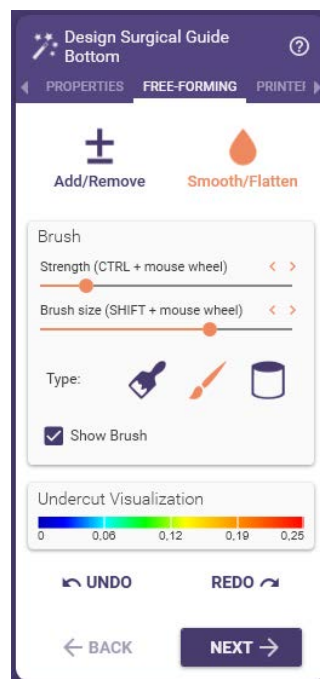 Design Surgical Guide
Bottom
PROPERTIES FREE-FORMING
Add/Remove Smooth/Flatten
Brush
Strength (CTRL + mouse wheel)
Brush size (SHIFT + mouse wheel)
Type:
Show Brush
Undercut Visualization
0 0,06 0,12 0,19 0,25
UNDO REDO
BACK NEXT